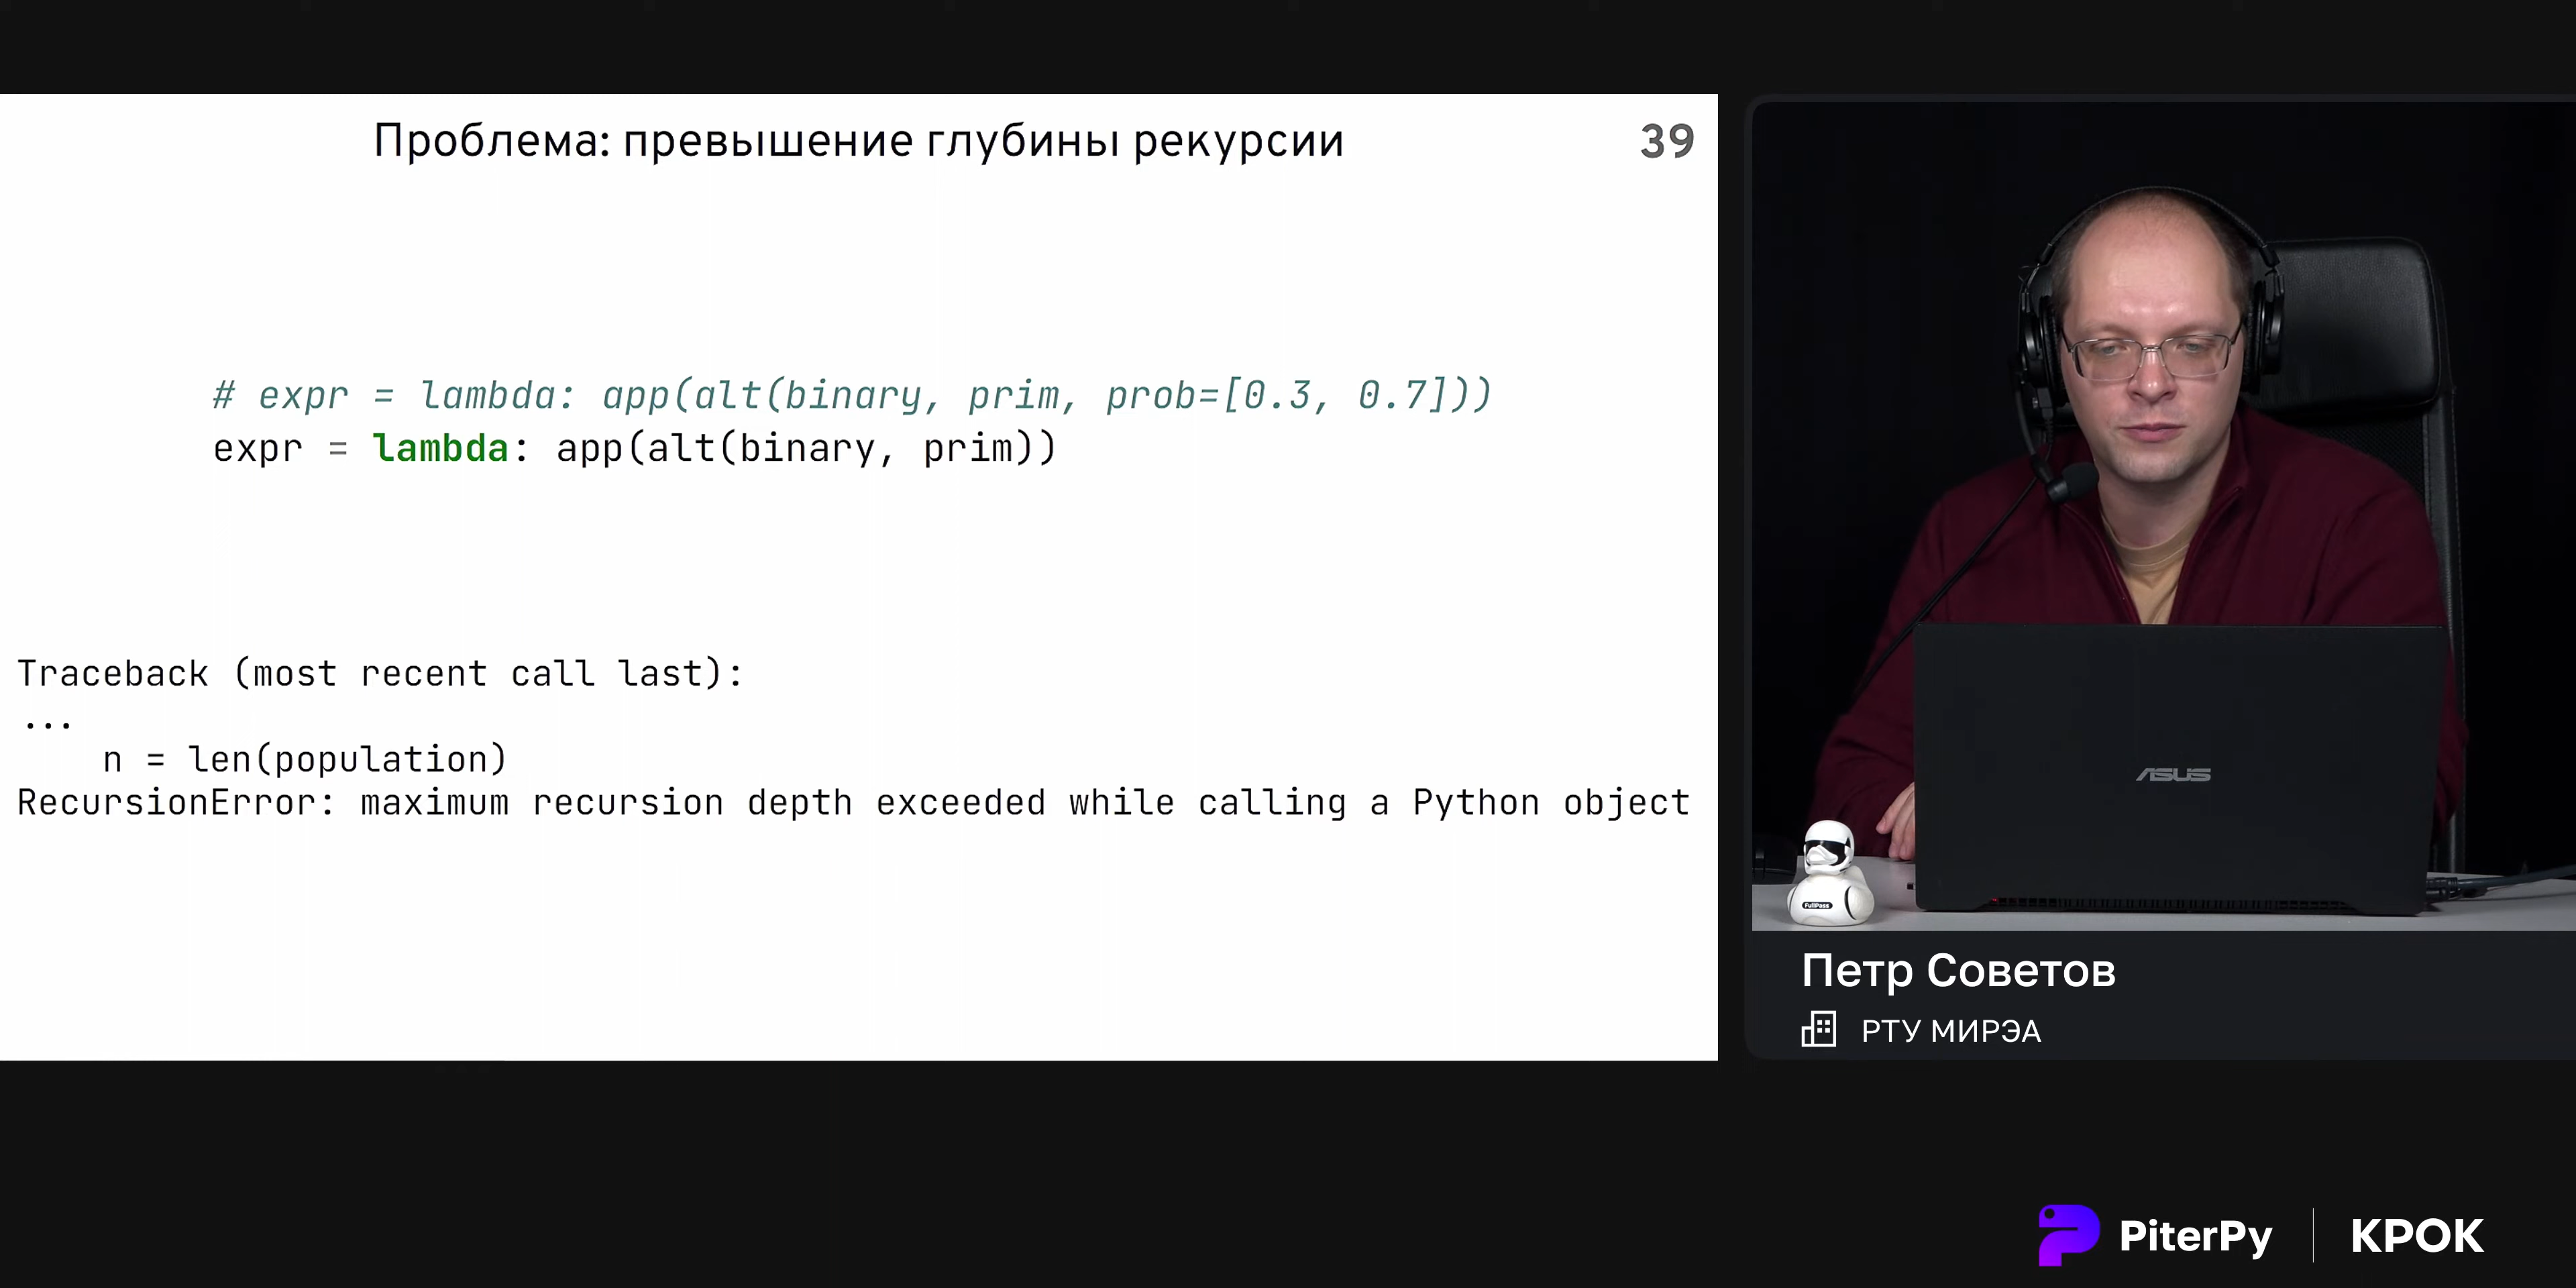 Проблема: превышение глубины рекурсии
39
# expr = lambda: app(alt(binary, prim, prob=[0.3, 0.7]))
expr = lambda: app(alt(binary, prim))
Traceback (most recent call last):
...
    n = len(population)
RecursionError: maximum recursion depth exceeded while calling a Python object
ASUS
FullPass
Петр Советов
РТУ МИРЭА
PiterPy
КРОК